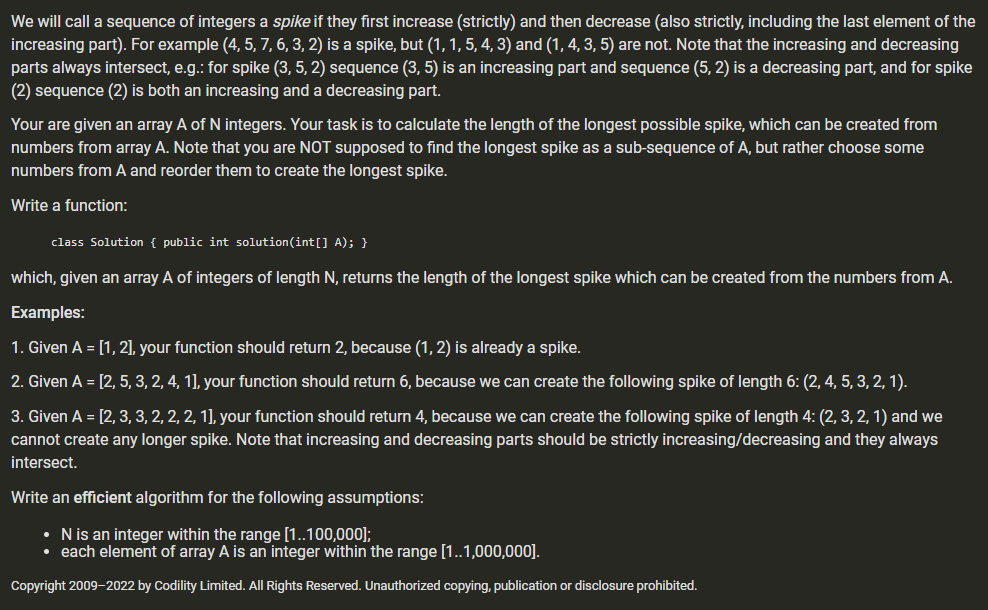 We will call a sequence of integers a spike if they first increase (strictly) and then decrease (also strictly, including the last element of the
increasing part). For example (4, 5, 7, 6, 3, 2) is a spike, but (1, 1, 5, 4, 3) and (1, 4, 3, 5) are not. Note that the increasing and decreasing
parts always intersect, e.g.: for spike (3, 5, 2) sequence (3, 5) is an increasing part and sequence (5, 2) is a decreasing part, and for spike
(2) sequence (2) is both an increasing and a decreasing part.
Your are given an array A of N integers. Your task is to calculate the length of the longest possible spike, which can be created from
numbers from array A. Note that you are NOT supposed to find the longest spike as a sub-sequence of A, but rather choose some
numbers from A and reorder them to create the longest spike.
Write a function:
class Solution { public int solution(int[] A); }
which, given an array A of integers of length N, returns the length of the longest spike which can be created from the numbers from A.
Examples:
1. Given A = [1, 2], your function should return 2, because (1, 2) is already a spike.
2. Given A = [2, 5, 3, 2, 4, 1], your function should return 6, because we can create the following spike of length 6: (2, 4, 5, 3, 2, 1).
3. Given A = [2, 3, 3, 2, 2, 2, 1], your function should return 4, because we can create the following spike of length 4: (2, 3, 2, 1) and we
cannot create any longer spike. Note that increasing and decreasing parts should be strictly increasing/decreasing and they always
intersect.
Write an efficient algorithm for the following assumptions:
• N is an integer within the range [1..100,000];
• each element of array A is an integer within the range [1..1,000,000].
Copyright 2009–2022 by Codility Limited. All Rights Reserved. Unauthorized copying, publication or disclosure prohibited.